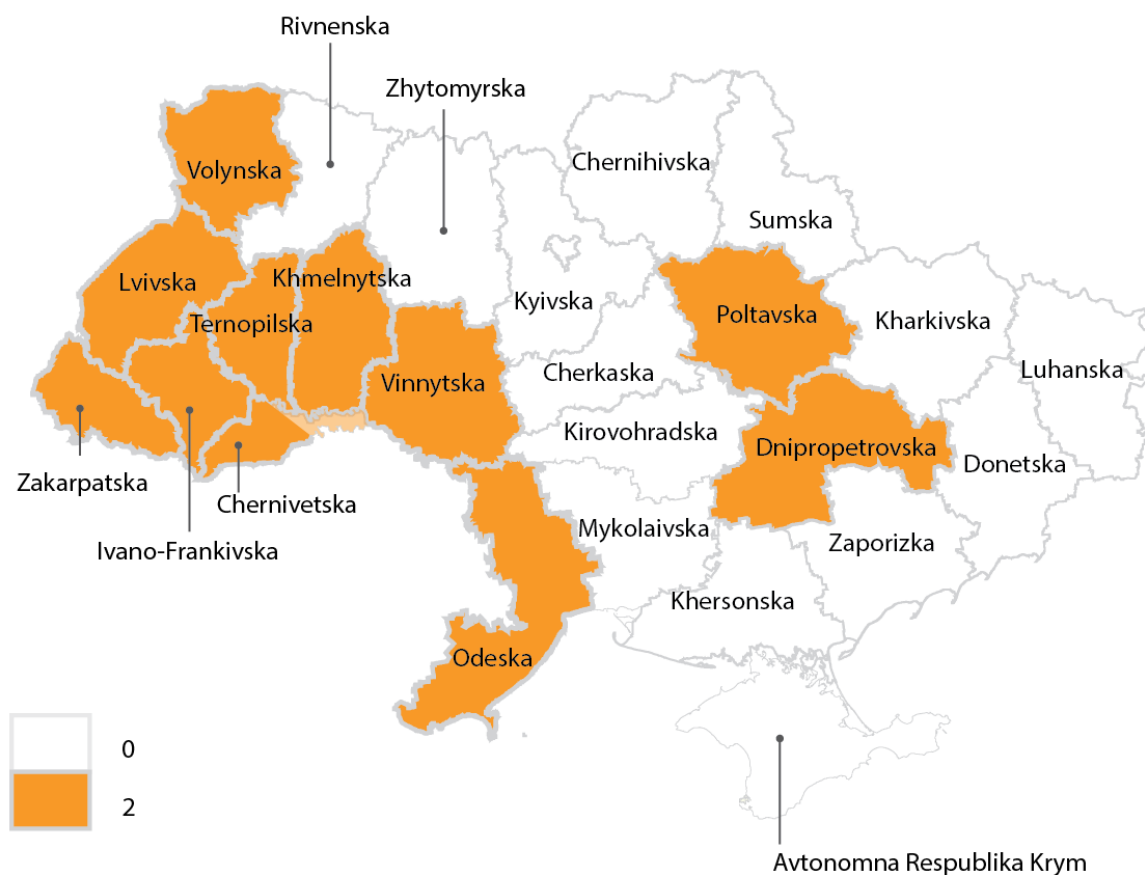 Rivnenska
Zhytomyrska
Chernihivska
Volynska
Sumska
Lvivska
Khmelnytska
Kyivska
Ternopilska
Poltavska
Kharkivska
Luhanska
Cherkaska
Vinnytska
Kirovohradska
Dnipropetrovska
Donetska
Zakarpatska
Chernivetska
Ivano-Frankivska
Mykolaivska
Zaporizka
Khersonska
Odeska
0
2
Avtonomna Respublika Krym